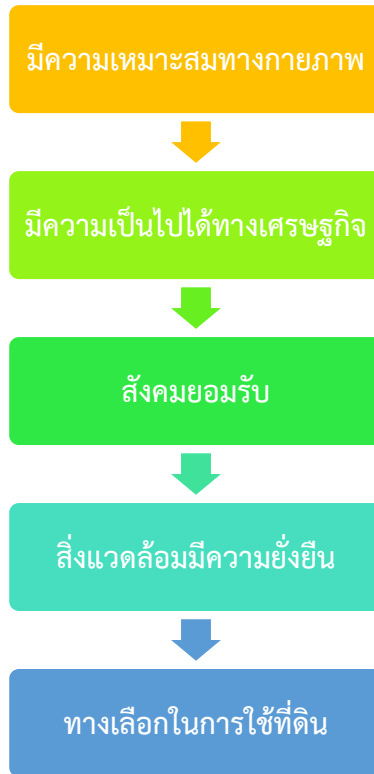 มีความเหมาะสมทางกายภาพ
มีความเป็นไปได้ทางเศรษฐกิจ
สังคมยอมรับ
สิ่งแวดล้อมมีความยั่งยืน
ทางเลือกในการใช้ที่ดิน